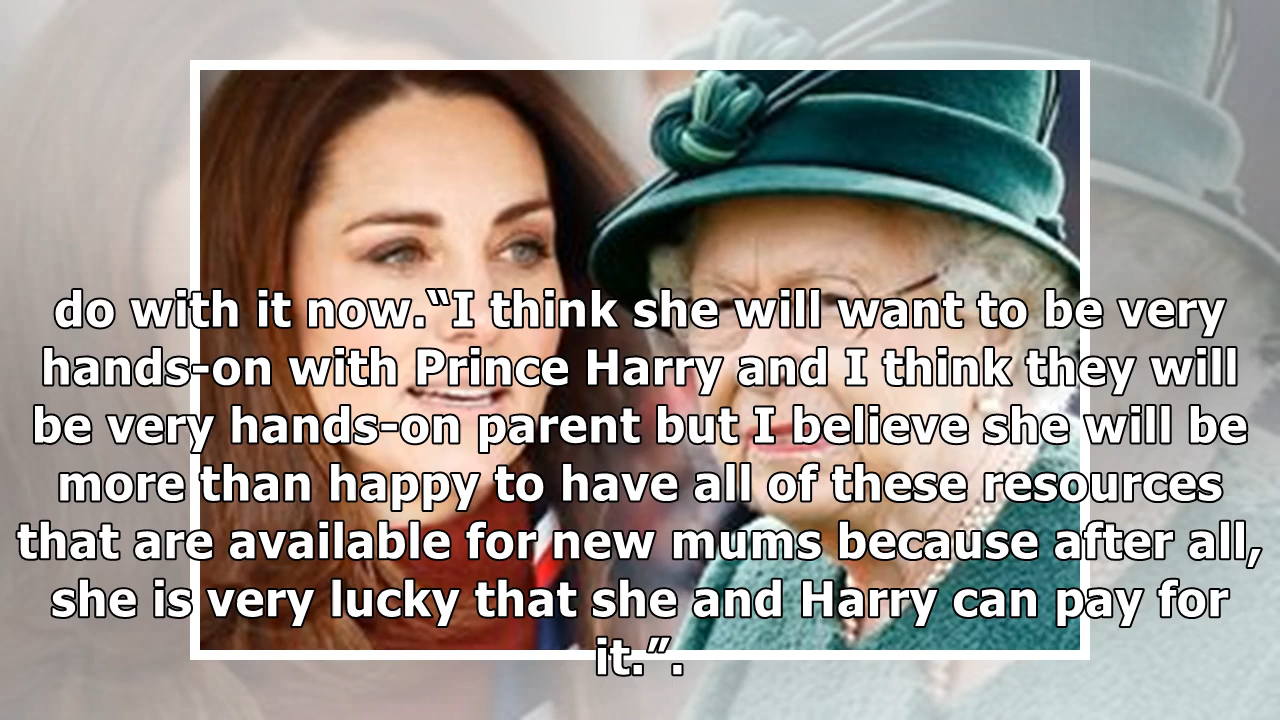 do with it now.“I think she will want to be very
hands-on with Prince Harry and I think they will
be very hands-on parent but I believe she will be
more than happy to have all of these resources
that are available for new mums because after all,
she is very lucky that she and Harry can pay for
it.”.